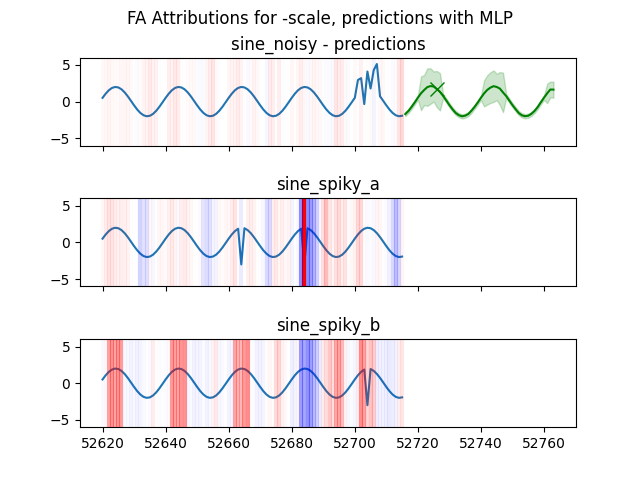 FA Attributions for -scale, predictions with MLP
sine_noisy - predictions
5
0
−5
sine_spiky_a
5
0
−5
sine_spiky_b
5
0
−5
52620 52640 52660 52680 52700 52720 52740 52760